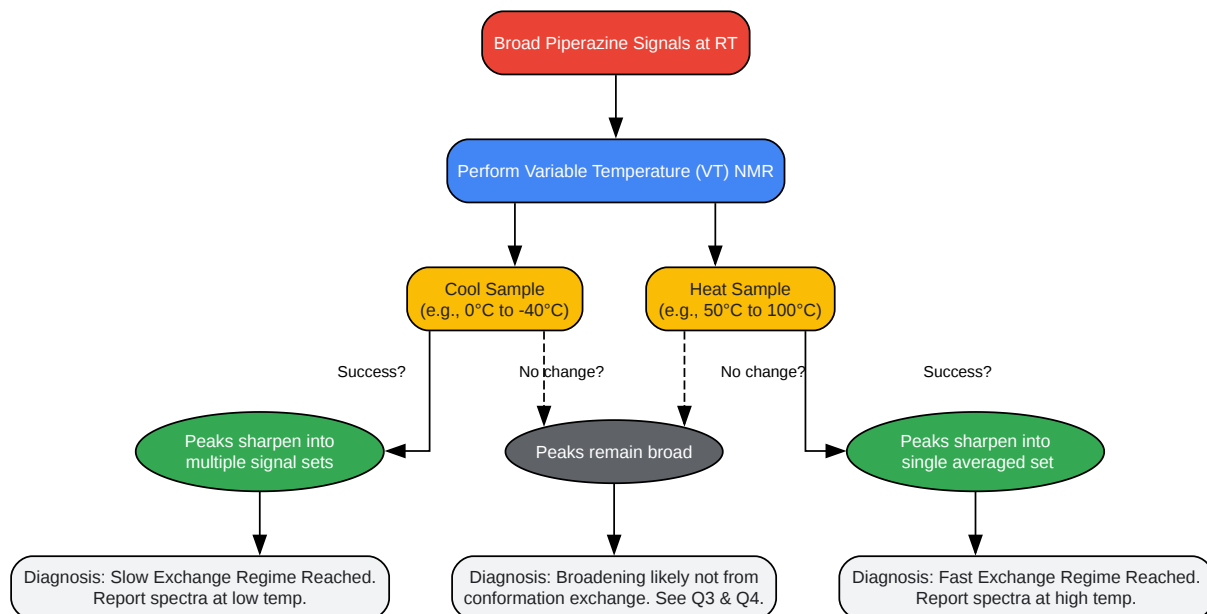 Broad Piperazine Signals at RT
Perform Variable Temperature (VT) NMR
Cool Sample
(e.g., 0°C to -40°C)
Heat Sample
(e.g., 50°C to 100°C)
Success?
No change?
No change?
Success?
Peaks sharpen into
multiple signal sets
Peaks remain broad
Peaks sharpen into
single averaged set
Diagnosis: Slow Exchange Regime Reached.
Report spectra at low temp.
Diagnosis: Broadening likely not from
conformation exchange. See Q3 & Q4.
Diagnosis: Fast Exchange Regime Reached.
Report spectra at high temp.